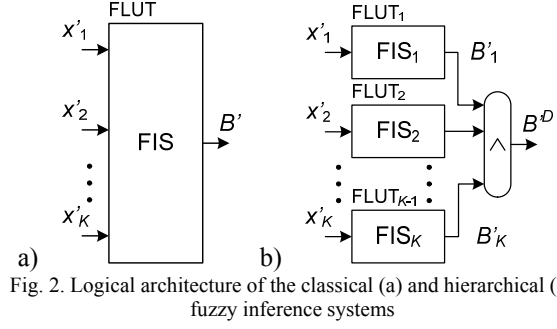 FLUT
x'1
x'2
x'K
FIS
B'
a)
FLUT1
x'1
FIS1
B'1
FLUT2
x'2
FIS2
∧
B'D
FLUTK-1
x'K
FISK
B'K
b)
Fig. 2. Logical architecture of the classical (a) and hierarchical (
fuzzy inference systems